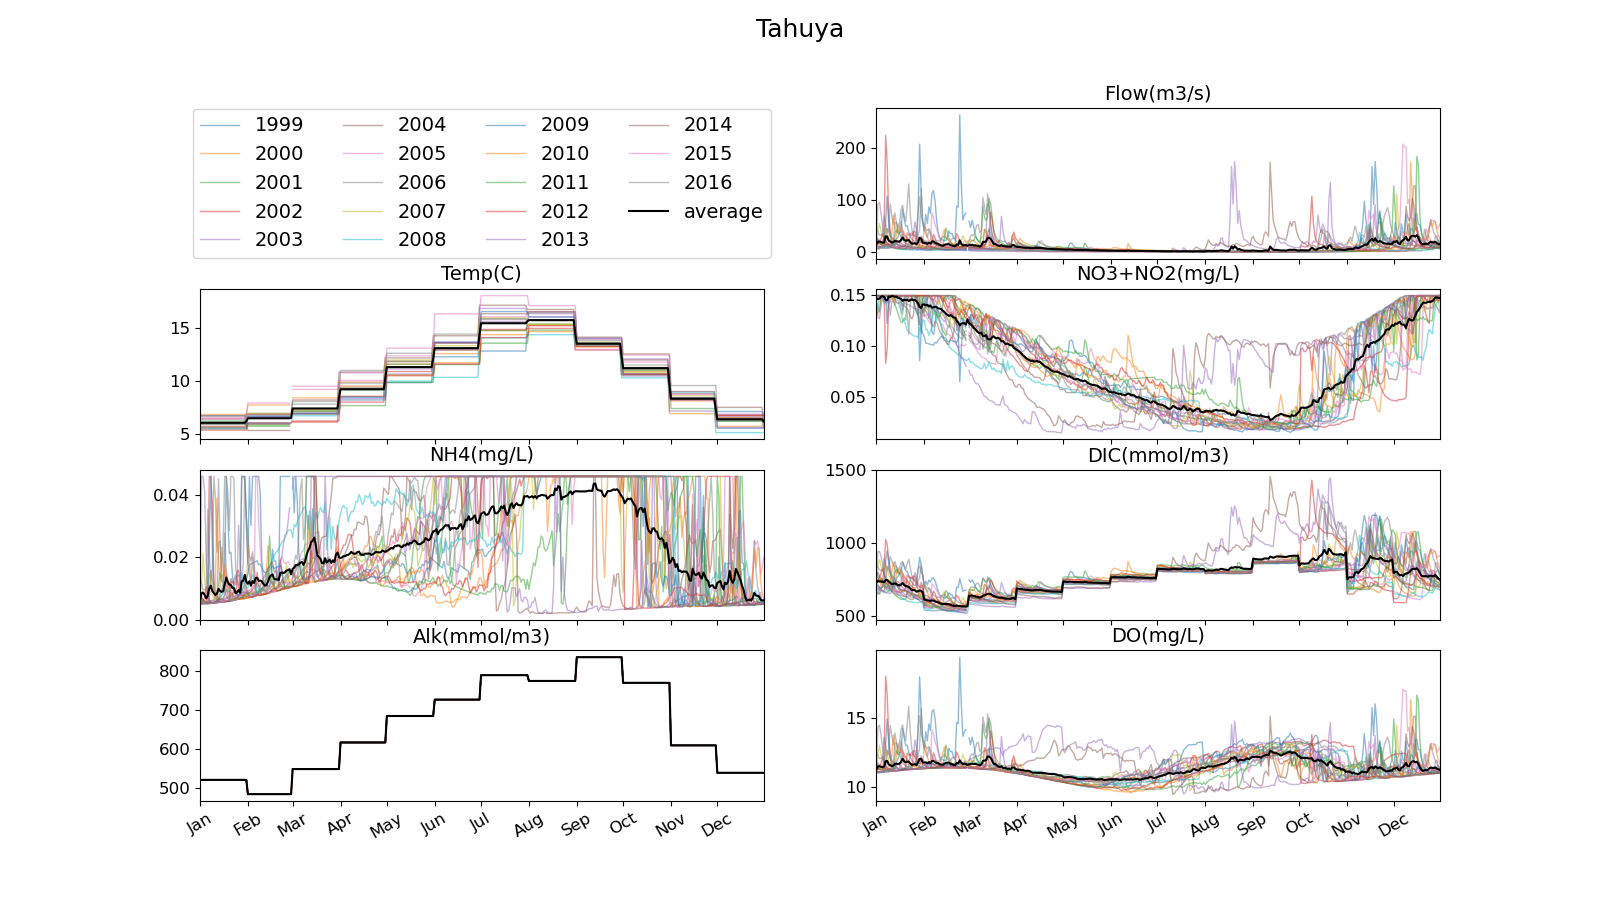 Tahuya
1999 2004 2009 2014
2000 2005 2010 2015
2001 2006 2011 2016
2002 2007 2012 average
2003 2008 2013
Flow(m3/s)
200
100
0
Temp(C)
15
10
5
NO3+NO2(mg/L)
0.15
0.10
0.05
NH4(mg/L)
0.04
0.02
0.00
DIC(mmol/m3)
1500
1000
500
Alk(mmol/m3)
800
700
600
500
Jan Feb Mar Apr May Jun Jul Aug Sep Oct Nov Dec
DO(mg/L)
15
10
Jan Feb Mar Apr May Jun Jul Aug Sep Oct Nov Dec